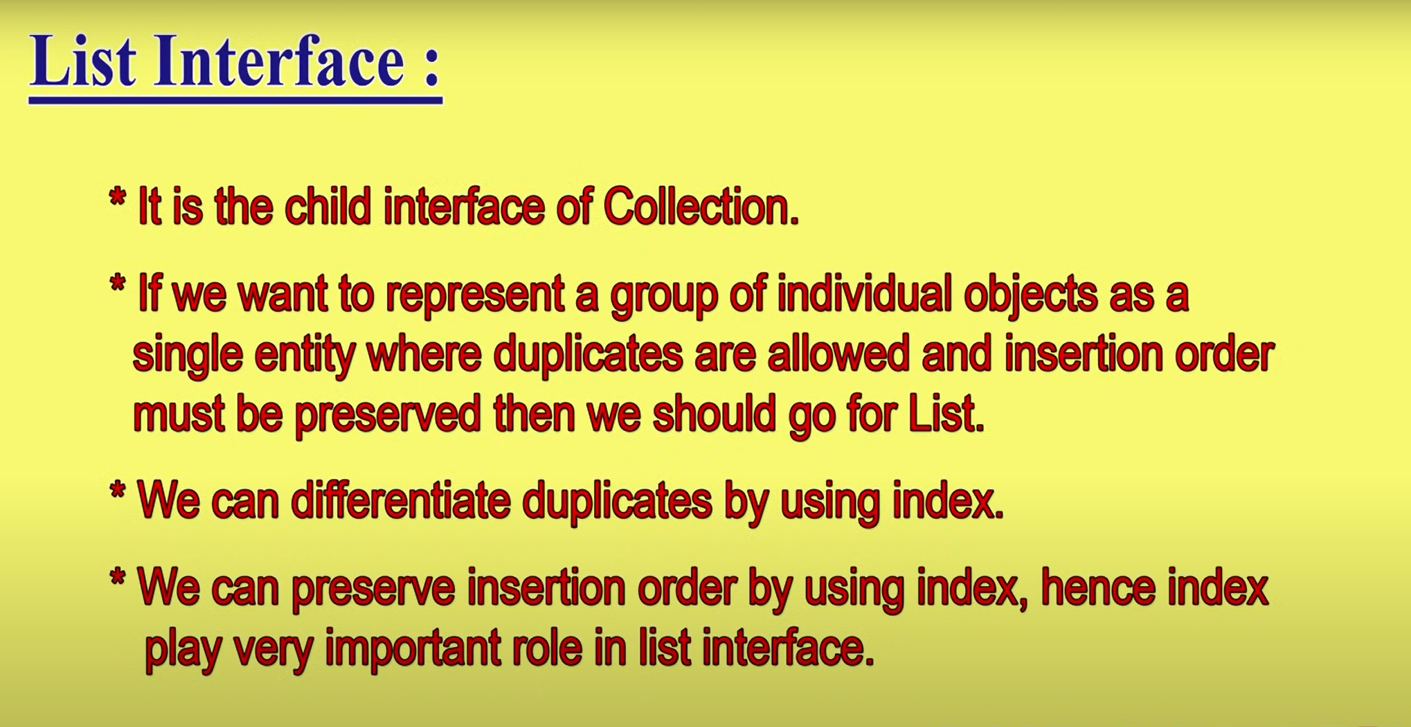 List Interface :
* It is the child interface of Collection.
* If we want to represent a group of individual objects as a
single entity where duplicates are allowed and insertion order
must be preserved then we should go for List.
* We can differentiate duplicates by using index.
* We can preserve insertion order by using index, hence index
play very important role in list interface.